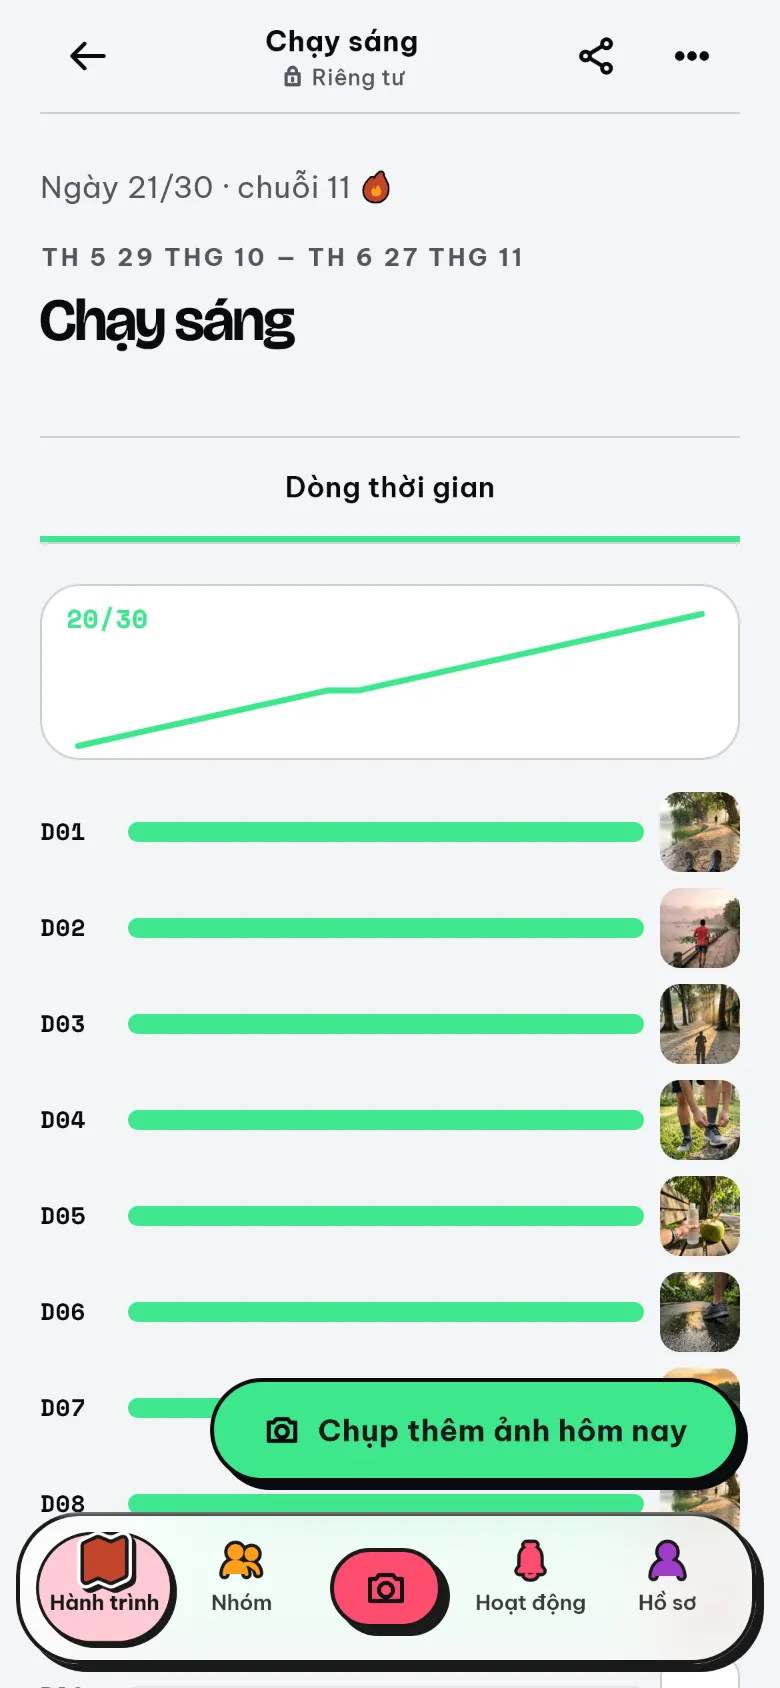 Chạy sáng
Riêng tư
Ngày 21/30 · chuỗi 11
TH 5 29 THG 10 – TH 6 27 THG 11
Chạy sáng
Dòng thời gian
20/30
D01
D02
D03
D04
D05
D06
D07
Chụp thêm ảnh hôm nay
D08
Hành trình
Nhóm
Hoạt động
Hồ sơ